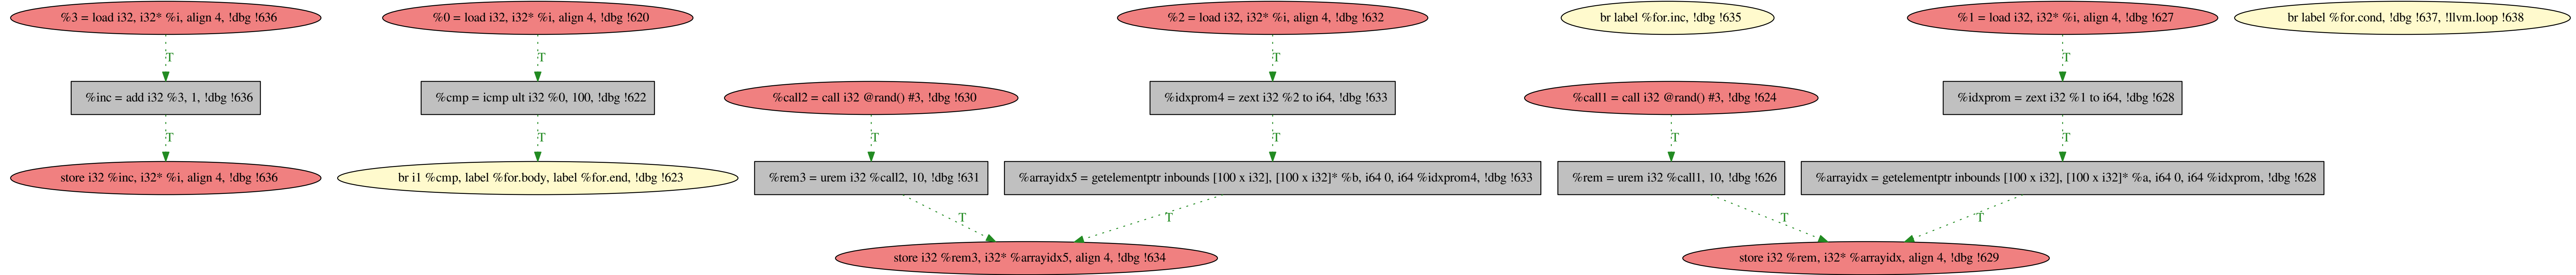 %3 = load i32, i32* %i, align 4, !dbg !636
%0 = load i32, i32* %i, align 4, !dbg !620
%2 = load i32, i32* %i, align 4, !dbg !632
br label %for.inc, !dbg !635
%1 = load i32, i32* %i, align 4, !dbg !627
br label %for.cond, !dbg !637, !llvm.loop !638
T
T
T
T
%inc = add i32 %3, 1, !dbg !636
%cmp = icmp ult i32 %0, 100, !dbg !622
%call2 = call i32 @rand() #3, !dbg !630
%idxprom4 = zext i32 %2 to i64, !dbg !633
%call1 = call i32 @rand() #3, !dbg !624
%idxprom = zext i32 %1 to i64, !dbg !628
T
T
T
T
T
T
store i32 %inc, i32* %i, align 4, !dbg !636
br i1 %cmp, label %for.body, label %for.end, !dbg !623
%rem3 = urem i32 %call2, 10, !dbg !631
%arrayidx5 = getelementptr inbounds [100 x i32], [100 x i32]* %b, i64 0, i64 %idxprom4, !dbg !633
%rem = urem i32 %call1, 10, !dbg !626
%arrayidx = getelementptr inbounds [100 x i32], [100 x i32]* %a, i64 0, i64 %idxprom, !dbg !628
T
T
T
T
store i32 %rem3, i32* %arrayidx5, align 4, !dbg !634
store i32 %rem, i32* %arrayidx, align 4, !dbg !629